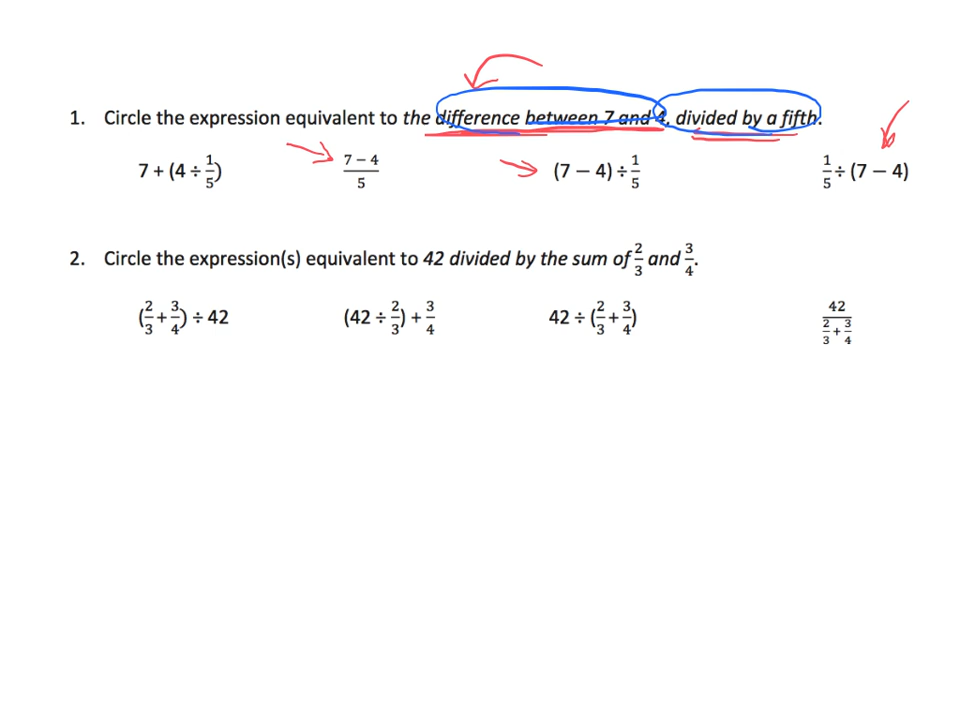 1. Circle the expression equivalent to the difference between 7 and 4, divided by a fifth.
7 + (4 ÷ 1/5) (7 − 4)/5 (7 − 4) ÷ 1/5 1/5 ÷ (7 − 4)
2. Circle the expression(s) equivalent to 42 divided by the sum of 2/3 and 3/4.
(2/3 + 3/4) ÷ 42 (42 ÷ 2/3) + 3/4 42 ÷ (2/3 + 3/4) 42/(2/3 + 3/4)